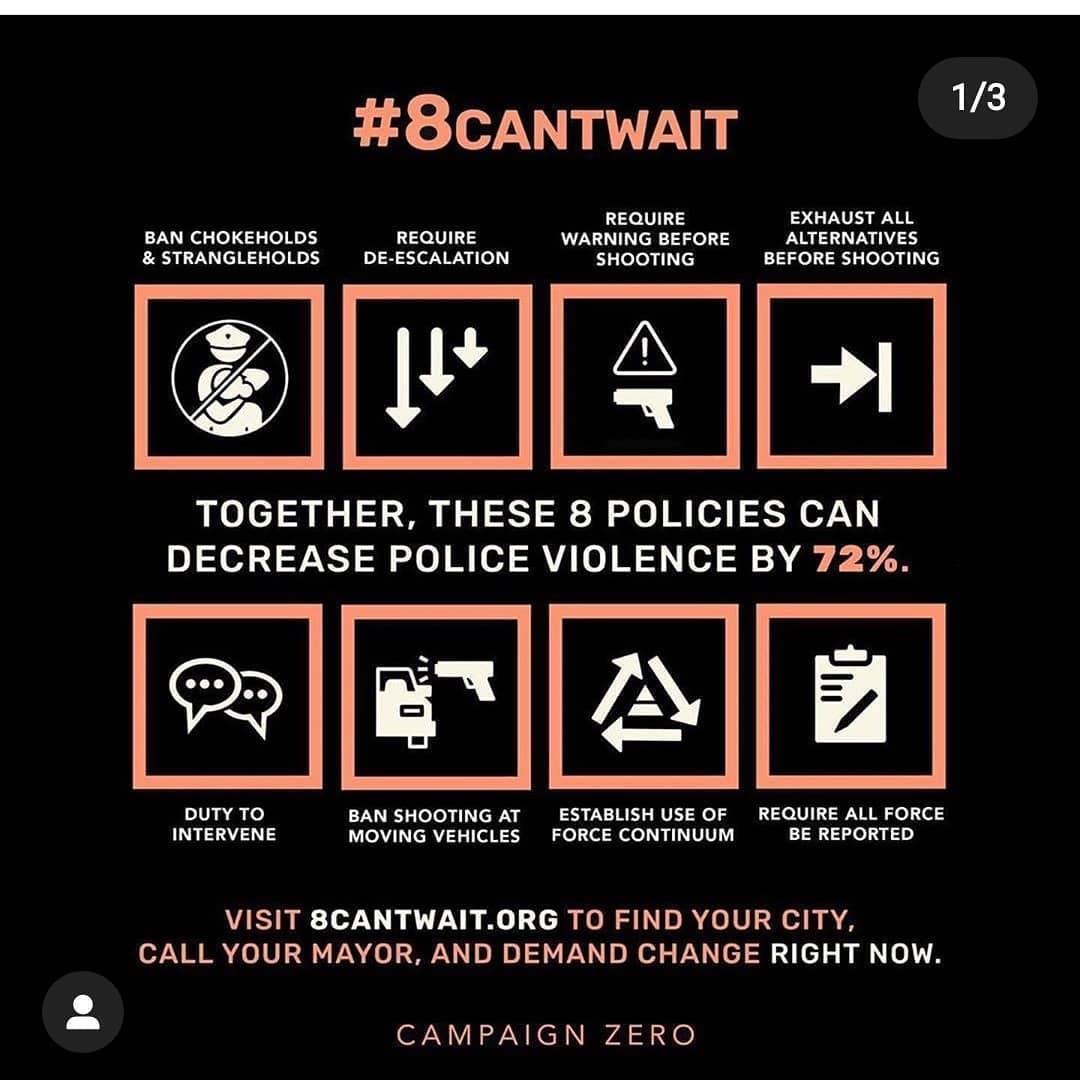 1/3
#8CANTWAIT
BAN CHOKEHOLDS
& STRANGLEHOLDS
REQUIRE
DE-ESCALATION
REQUIRE
WARNING BEFORE
SHOOTING
EXHAUST ALL
ALTERNATIVES
BEFORE SHOOTING
TOGETHER, THESE 8 POLICIES CAN
DECREASE POLICE VIOLENCE BY 72%.
DUTY TO
INTERVENE
BAN SHOOTING AT
MOVING VEHICLES
ESTABLISH USE OF
FORCE CONTINUUM
REQUIRE ALL FORCE
BE REPORTED
VISIT 8CANTWAIT.ORG TO FIND YOUR CITY,
CALL YOUR MAYOR, AND DEMAND CHANGE RIGHT NOW.
CAMPAIGN ZERO